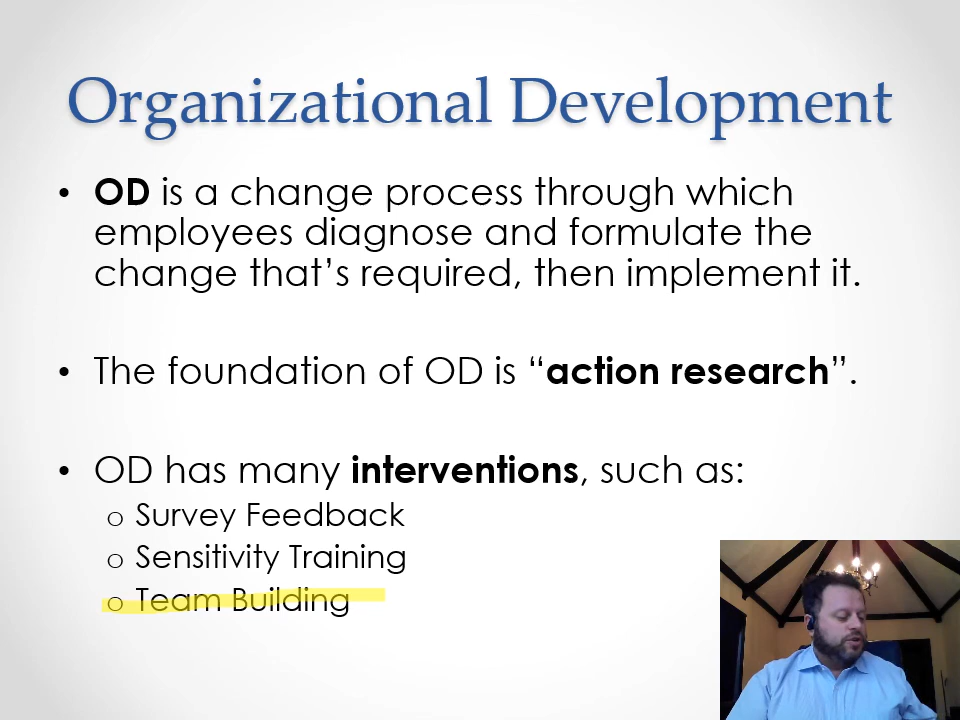 Organizational Development
• OD is a change process through which
employees diagnose and formulate the
change that’s required, then implement it.
• The foundation of OD is “action research”.
• OD has many interventions, such as:
o Survey Feedback
o Sensitivity Training
o Team Building